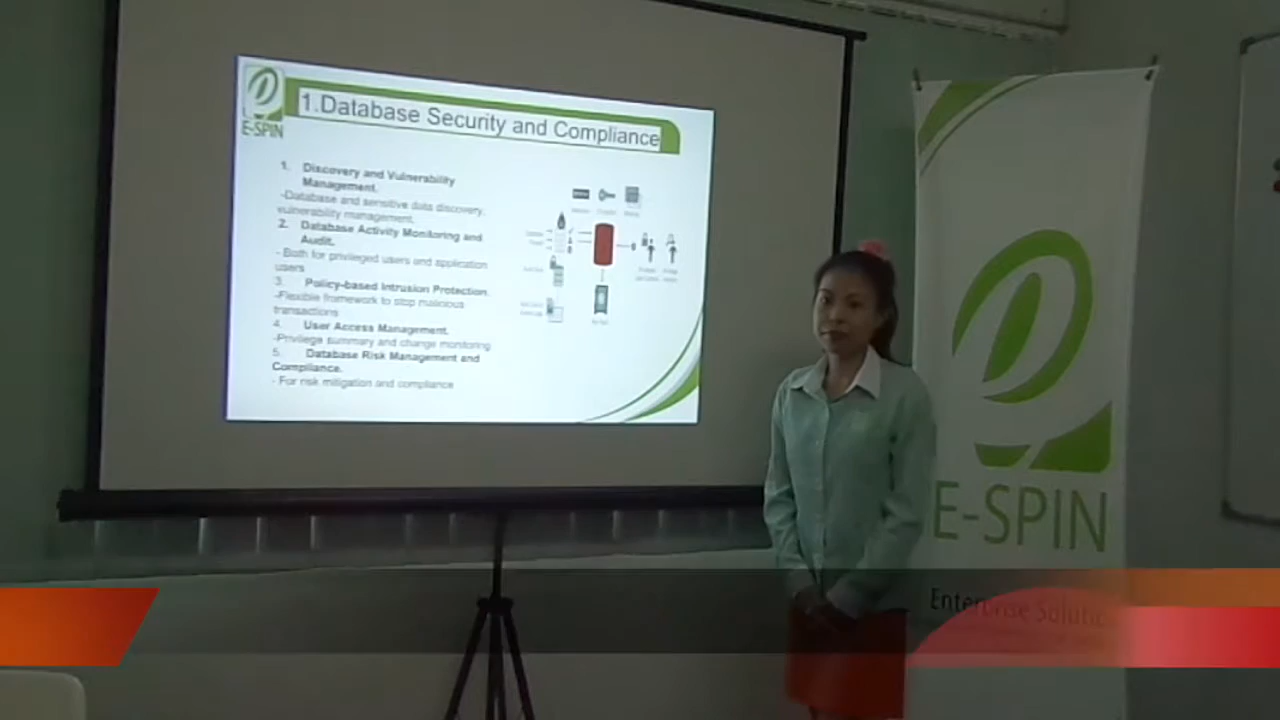 E-SPIN
1.Database Security and Compliance
1. Discovery and Vulnerability
Management.
-Database and sensitive data discovery,
vulnerability management.
2. Database Activity Monitoring and
Audit.
- Both for privileged users and application
users
3. Policy-based Intrusion Protection.
-Flexible framework to stop malicious
transactions
4. User Access Management.
-Privilege summary and change monitoring
5. Database Risk Management and
Compliance.
- For risk mitigation and compliance
E-SPIN
Enterprise